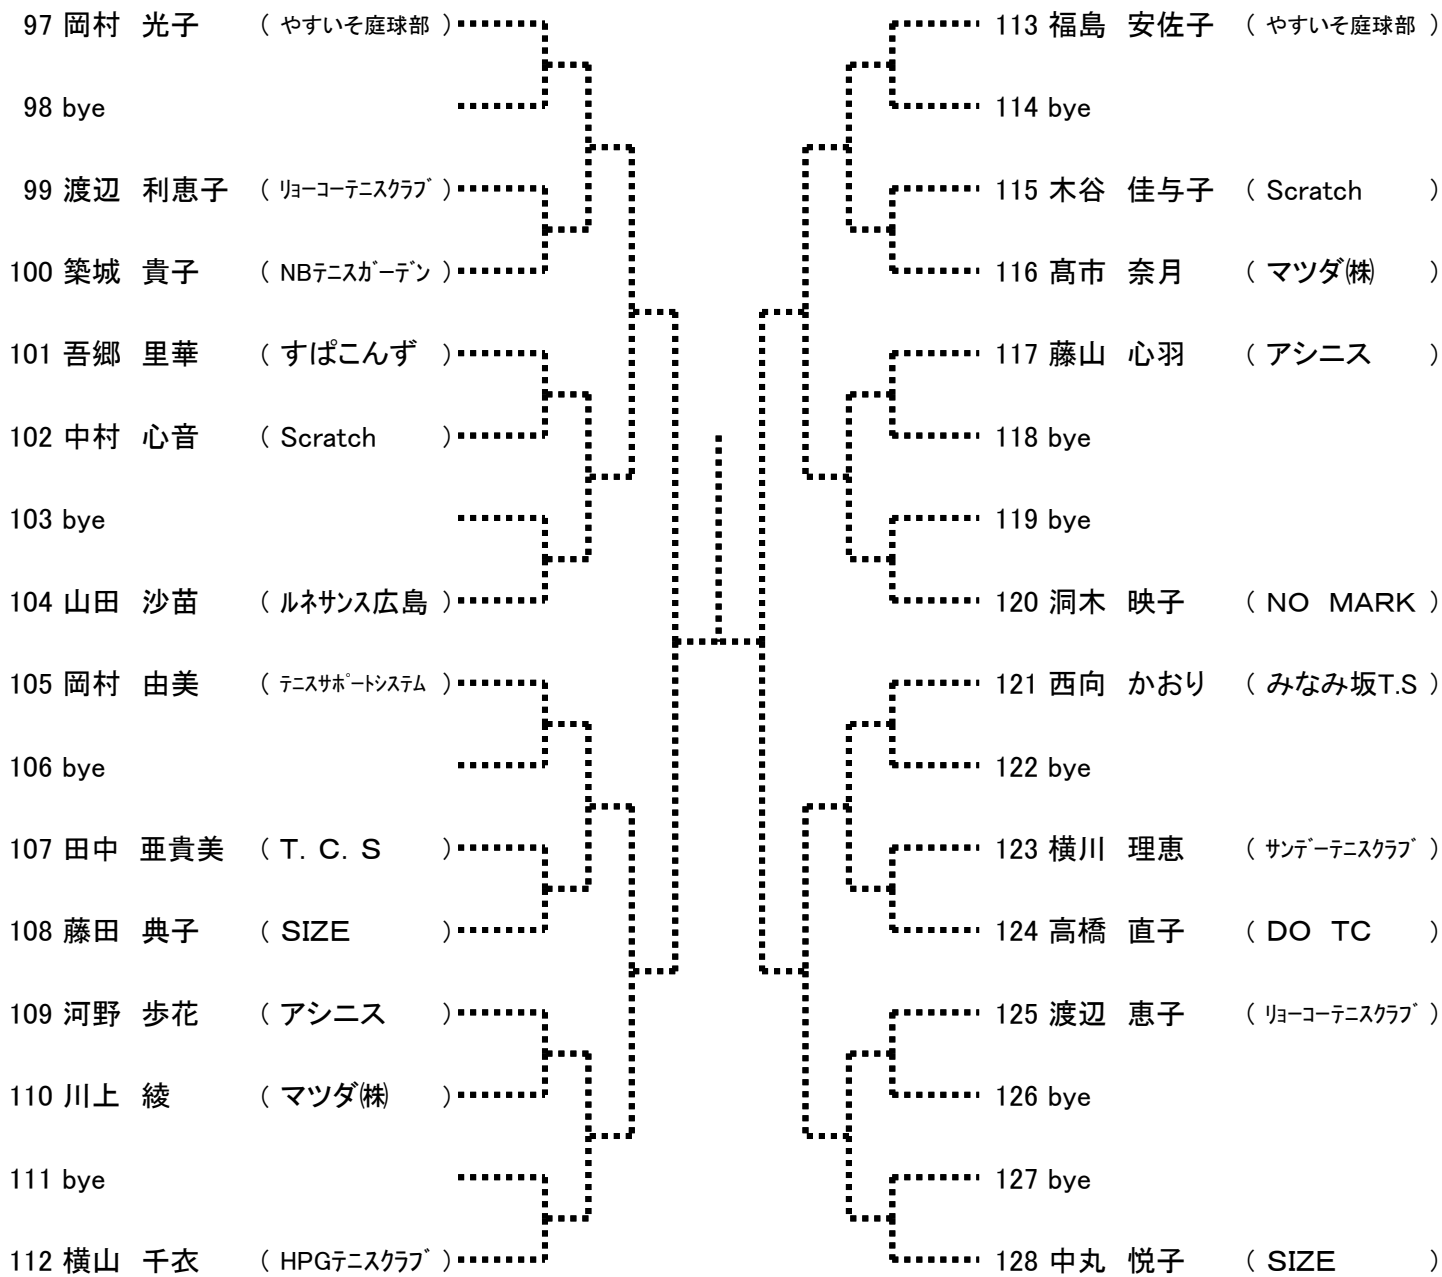 97 岡村 光子 ( やすいそ庭球部 )
98 bye
99 渡辺 利恵子 ( ﾘｮｰｺｰﾃﾆｽｸﾗﾌﾞ )
100 築城 貴子 ( NBﾃﾆｽｶﾞｰﾃﾞﾝ )
101 吾郷 里華 ( すぱこんず )
102 中村 心音 ( Scratch )
103 bye
104 山田 沙苗 ( ﾙﾈｻﾝｽ広島 )
105 岡村 由美 ( ﾃﾆｽｻﾎﾟｰﾄｼｽﾃﾑ )
106 bye
107 田中 亜貴美 ( T．C．S )
108 藤田 典子 ( SIZE )
109 河野 歩花 ( アシニス )
110 川上 綾 ( マツダ㈱ )
111 bye
112 横山 千衣 ( HPGﾃﾆｽｸﾗﾌﾞ )
113 福島 安佐子 ( やすいそ庭球部 )
114 bye
115 木谷 佳与子 ( Scratch )
116 髙市 奈月 ( マツダ㈱ )
117 藤山 心羽 ( アシニス )
118 bye
119 bye
120 洞木 映子 ( NO MARK )
121 西向 かおり ( みなみ坂T.S )
122 bye
123 横川 理恵 ( ｻﾝﾃﾞｰﾃﾆｽｸﾗﾌﾞ )
124 高橋 直子 ( DO TC )
125 渡辺 恵子 ( ﾘｮｰｺｰﾃﾆｽｸﾗﾌﾞ )
126 bye
127 bye
128 中丸 悦子 ( SIZE )